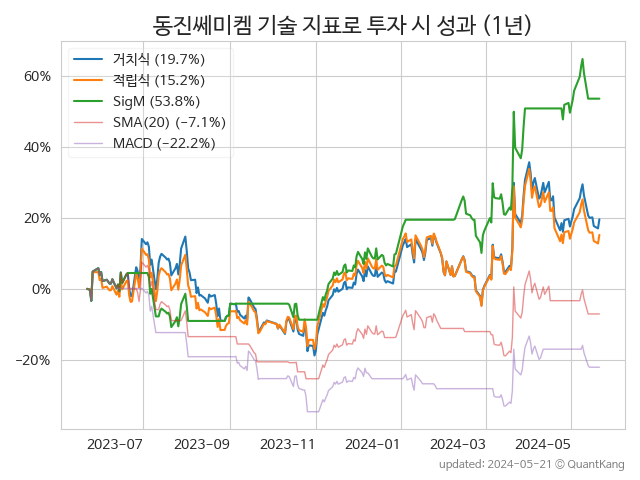 동진쎄미켐 기술 지표로 투자 시 성과 (1년)
거치식 (19.7%)
적립식 (15.2%)
SigM (53.8%)
SMA(20) (−7.1%)
MACD (−22.2%)
60%
40%
20%
0%
−20%
2023-07
2023-09
2023-11
2024-01
2024-03
2024-05
updated: 2024-05-21 © QuantKang